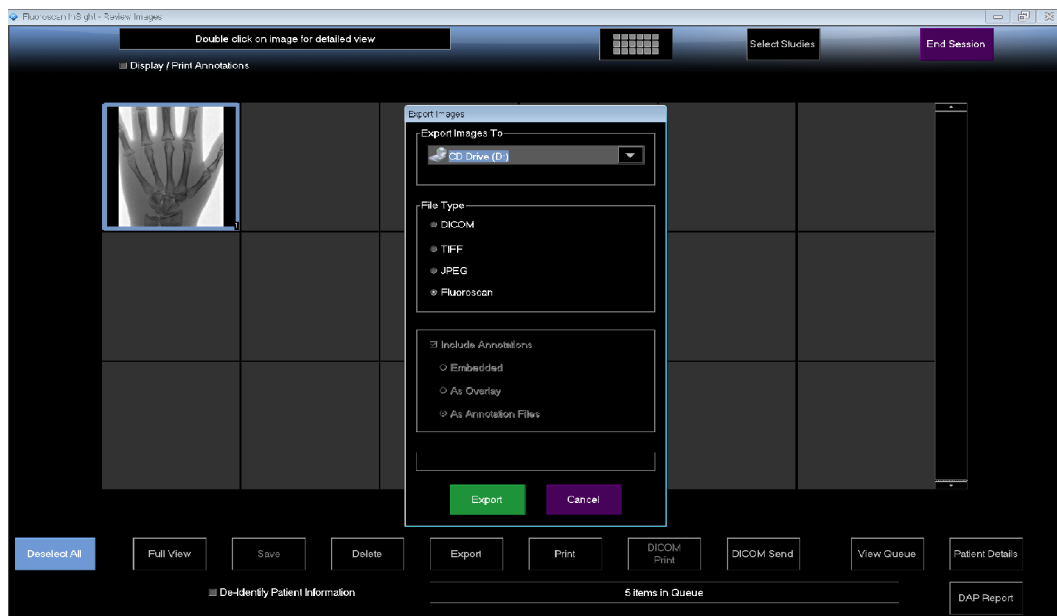 Fluoroscan InSight - Review Images
Double click on image for detailed view
Select Studies
End Session
Display / Print Annotations
Export Images
Export Images To
CD Drive (D:)
File Type
DICOM
TIFF
JPEG
Fluoroscan
Include Annotations
Embedded
As Overlay
As Annotation Files
Export
Cancel
1
Deselect All
Full View
Save
Delete
Export
Print
DICOM
Print
DICOM Send
View Queue
Patient Details
De-Identify Patient Information
5 items in Queue
DAP Report